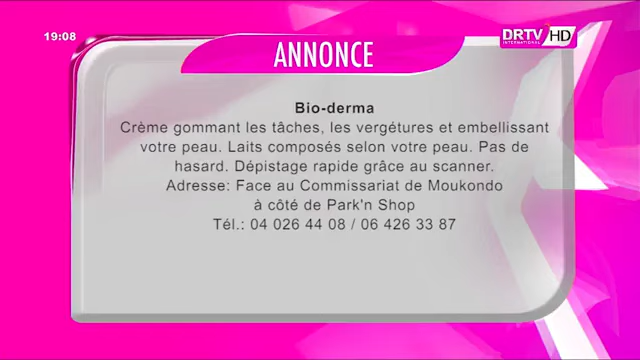 19:08
DRTV HD
INTERNATIONAL
ANNONCE
Bio-derma
Crème gommant les tâches, les vergétures et embellissant
votre peau. Laits composés selon votre peau. Pas de
hasard. Dépistage rapide grâce au scanner.
Adresse: Face au Commissariat de Moukondo
à côté de Park'n Shop
Tél.: 04 026 44 08 / 06 426 33 87